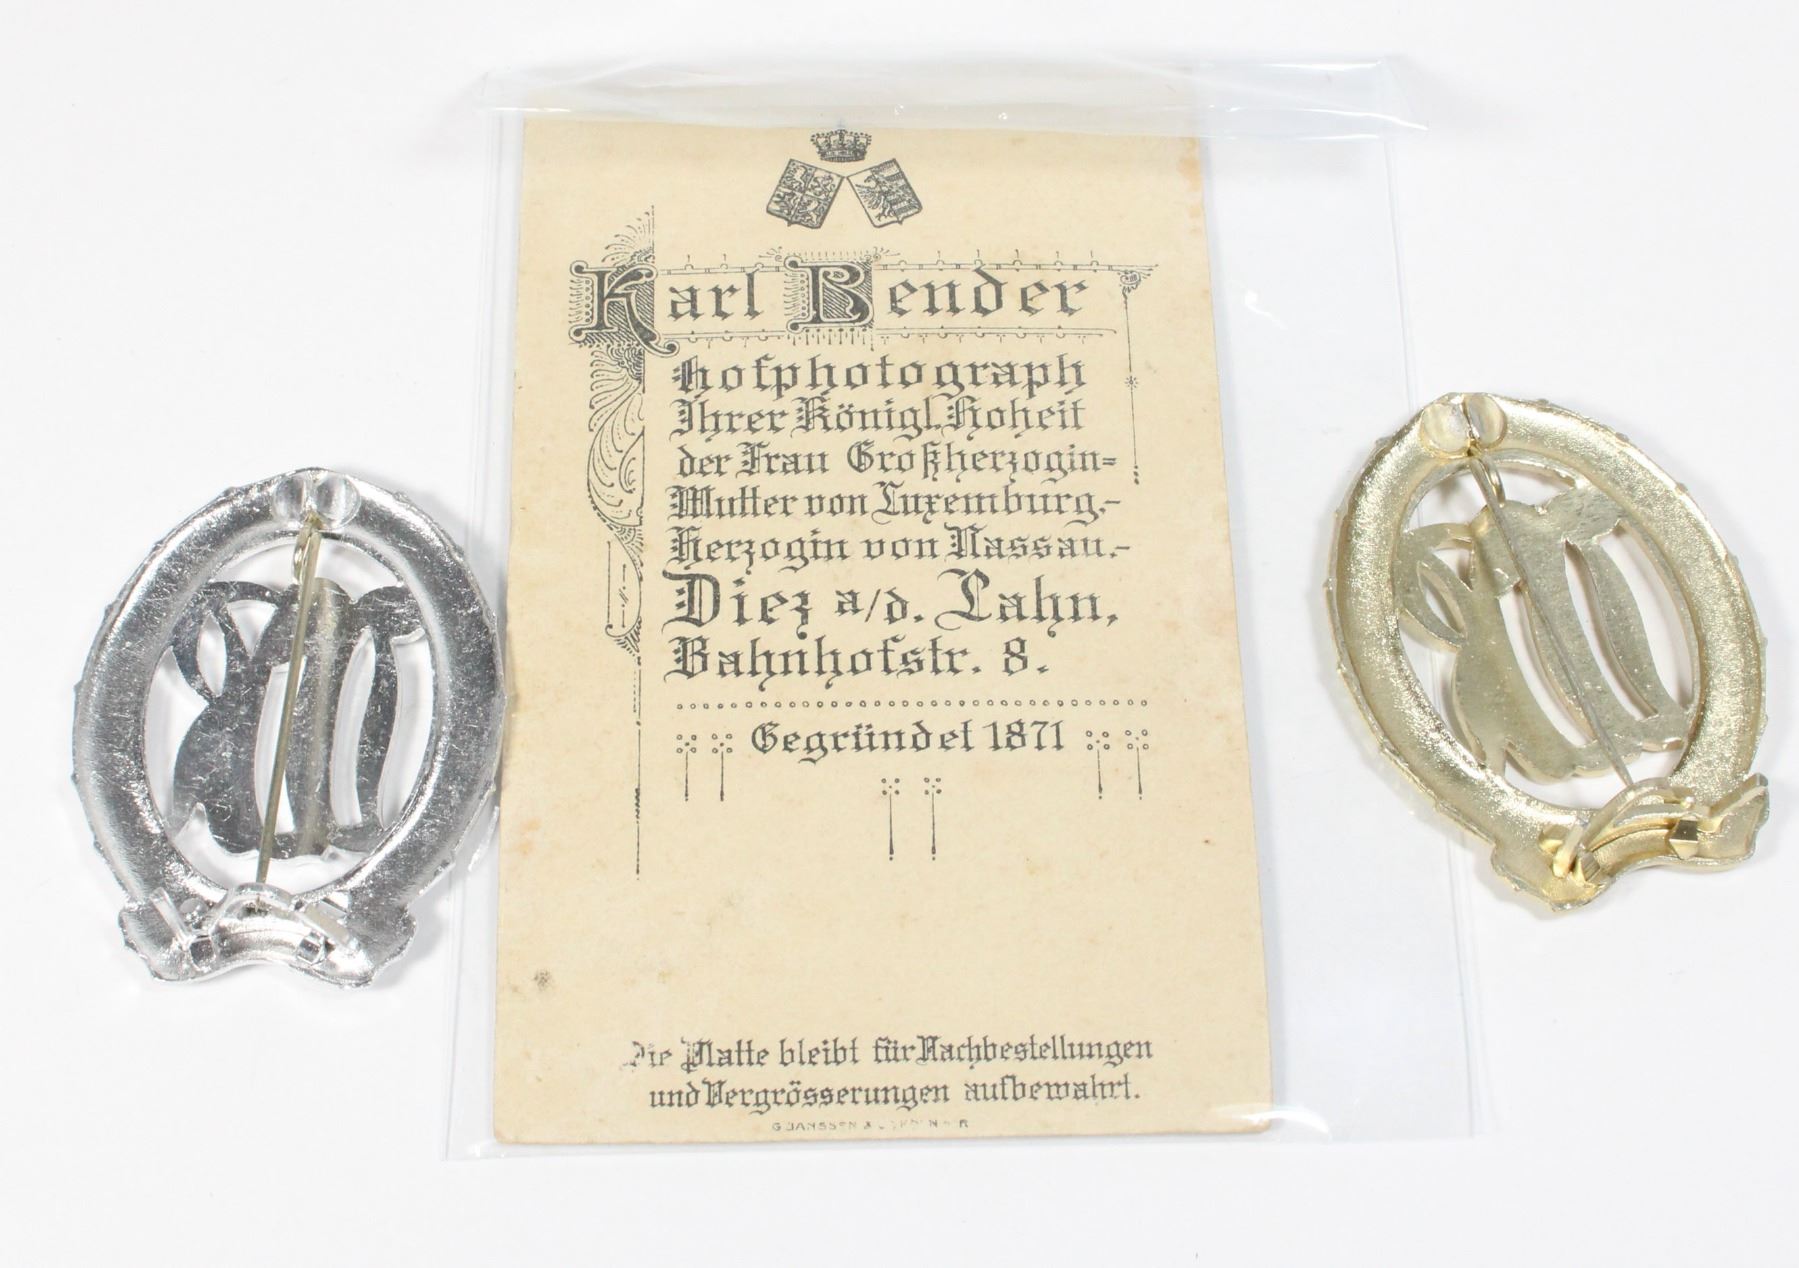 Karl Bender
Hofphotograph
Ihrer Königl. Hoheit
der Frau Großherzogin=
Mutter von Luxemburg.-
Herzogin von Nassau.-
Diez a/d. Lahn,
Bahnhofstr. 8.
Gegründet 1871
Die Platte bleibt für Nachbestellungen
und Vergrösserungen aufbewahrt.
G JANSSEN &